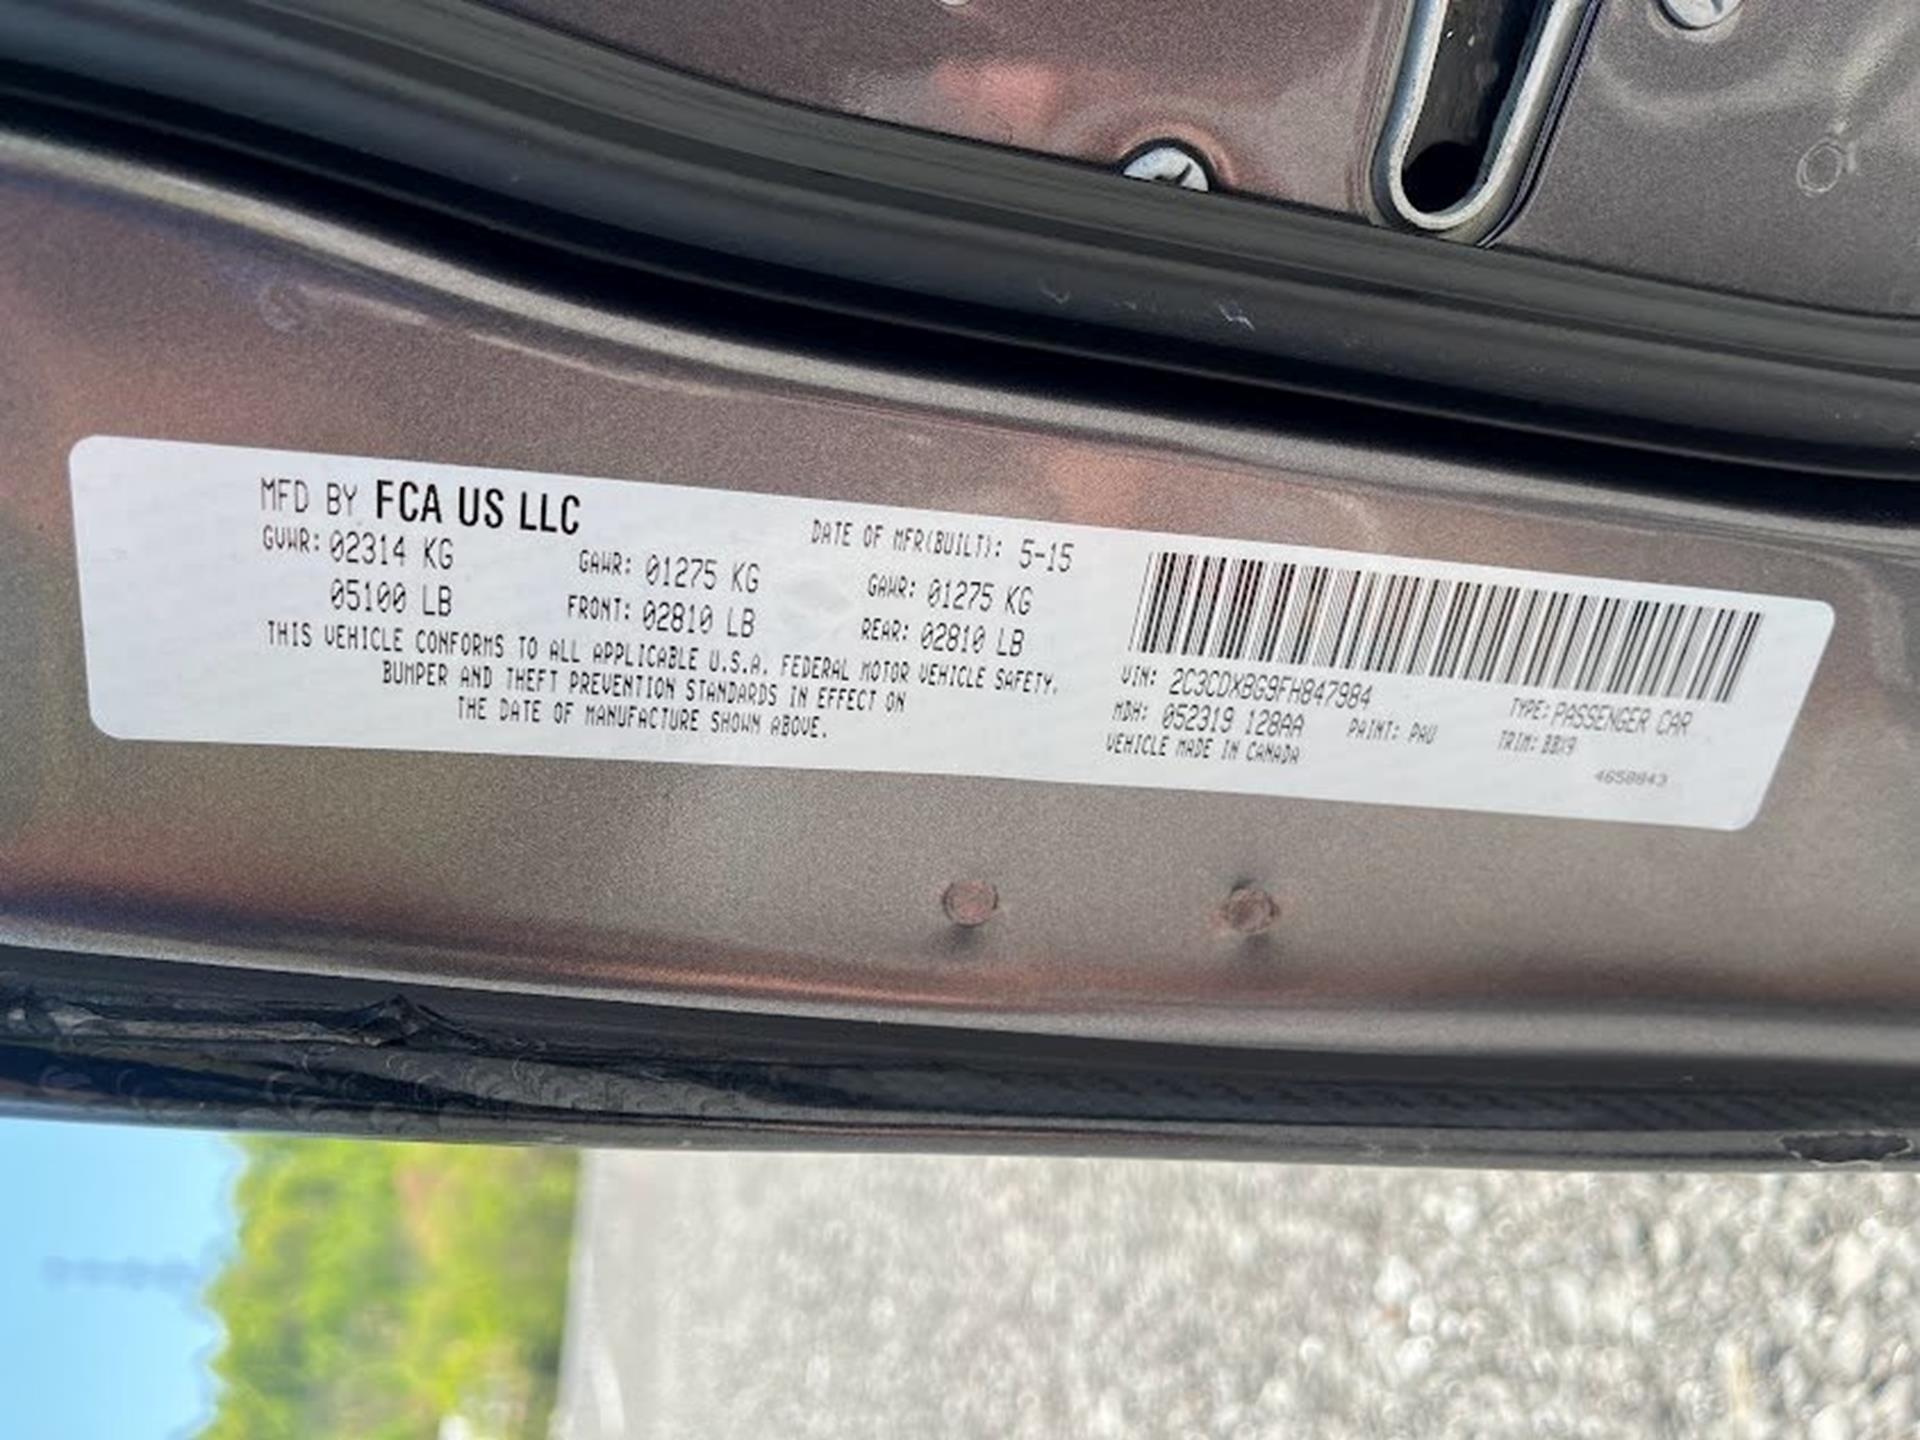 MFD BY FCA US LLC
DATE OF MFR(BUILT): 5-15
GVWR: 02314 KG
05100 LB
GAWR: 01275 KG
FRONT: 02810 LB
GAWR: 01275 KG
REAR: 02810 LB
THIS VEHICLE CONFORMS TO ALL APPLICABLE U.S.A. FEDERAL MOTOR VEHICLE SAFETY,
BUMPER AND THEFT PREVENTION STANDARDS IN EFFECT ON
THE DATE OF MANUFACTURE SHOWN ABOVE.
VIN: 2C3CDXBG9FH847984
TYPE: PASSENGER CAR
MDH: 052319 128AA
PAINT: PAU
TRIM: BBX9
VEHICLE MADE IN CANADA
4658843